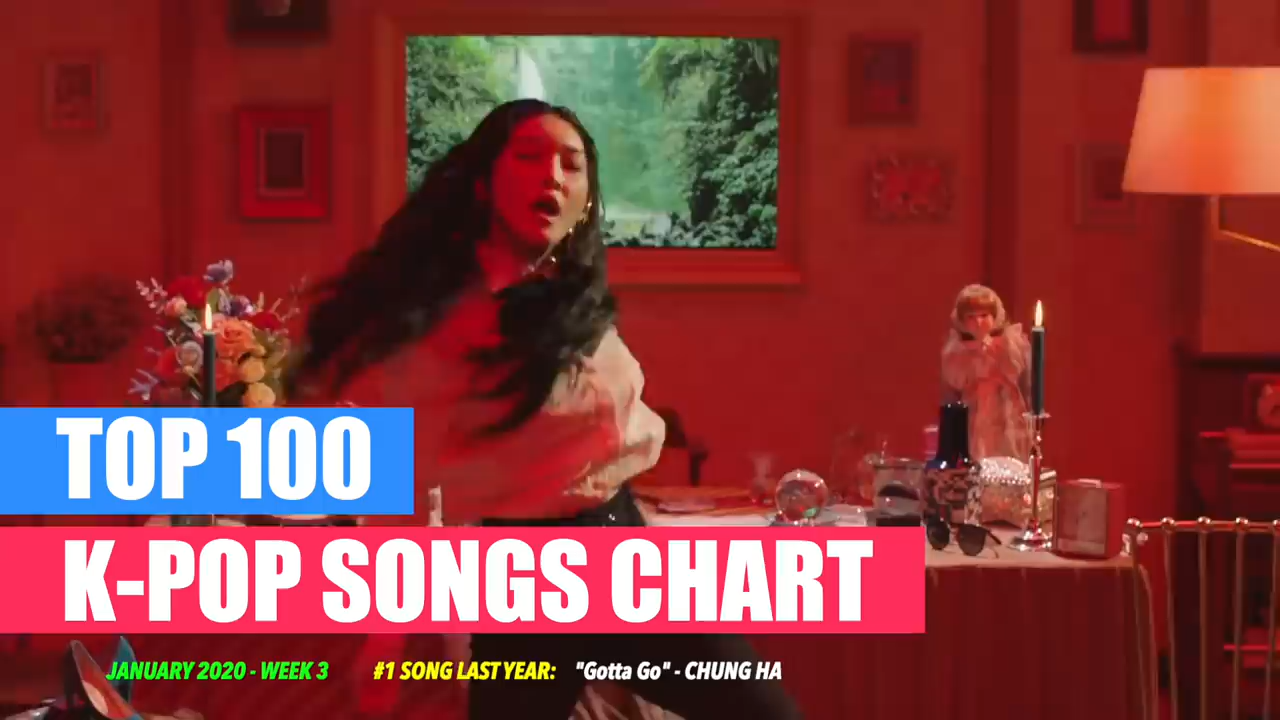 TOP 100
K-POP SONGS CHART
JANUARY 2020 - WEEK 3 #1 SONG LAST YEAR: "Gotta Go" - CHUNG HA